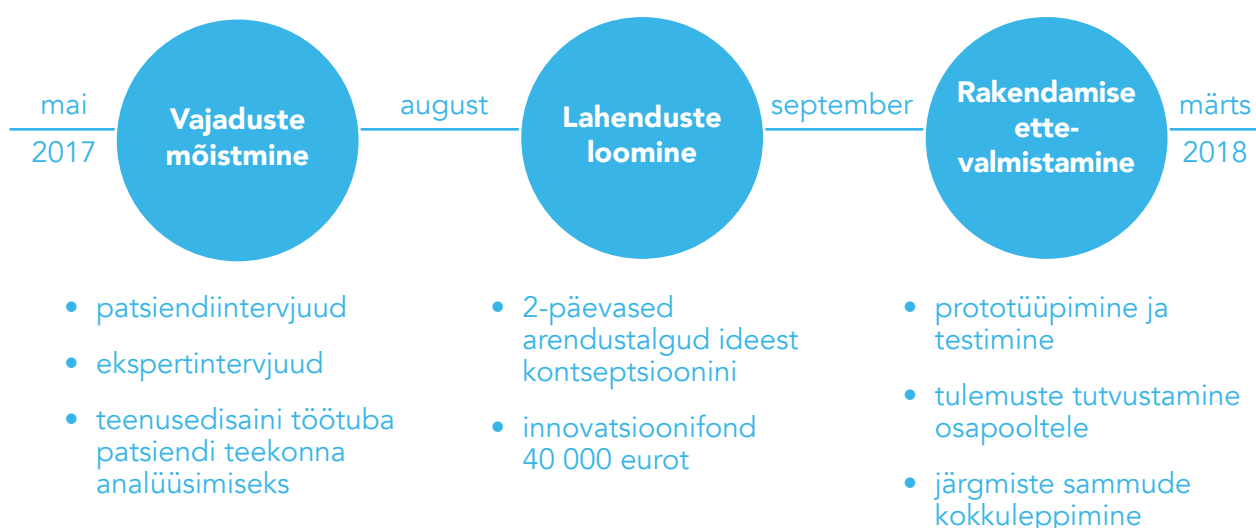 mai
2017
Vajaduste
mõistmine
august
Lahenduste
loomine
september
Rakendamise
ette-
valmistamine
märts
2018
• patsiendiintervjuud
• ekspertintervjuud
• teenusedisaini töötuba
patsiendi teekonna
analüüsimiseks
• 2-päevased
arendustalgud ideest
kontseptsioonini
• innovatsioonifond
40 000 eurot
• prototüüpimine ja
testimine
• tulemuste tutvustamine
osapooltele
• järgmiste sammude
kokkuleppimine